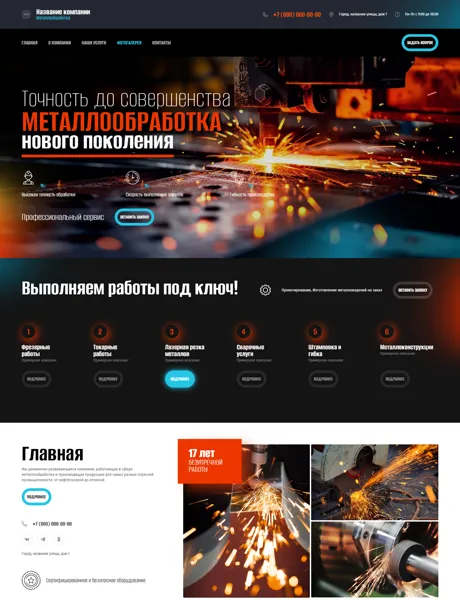 Название компании
Металлообработка
+7 (000) 000-00-00
Город, название улицы, дом 1
Пн-Пт с 9.00 до 18.00
ГЛАВНАЯ
О КОМПАНИИ
НАШИ УСЛУГИ
ФОТОГАЛЕРЕЯ
КОНТАКТЫ
ЗАДАТЬ ВОПРОС
Точность до совершенства
МЕТАЛЛООБРАБОТКА
НОВОГО ПОКОЛЕНИЯ
Высокая точность обработки
Скорость выполнения заказов
Гибкость производства
Профессиональный сервис
ОСТАВИТЬ ЗАЯВКУ
Выполняем работы под ключ!
Проектирование, Изготовление металлоизделий на заказ
ОСТАВИТЬ ЗАЯВКУ
1
2
3
4
5
6
Фрезерные работы
Примерное описание
ПОДРОБНЕЕ
Токарные работы
Примерное описание
ПОДРОБНЕЕ
Лазерная резка металлов
Примерное описание
ПОДРОБНЕЕ
Сварочные услуги
Примерное описание
ПОДРОБНЕЕ
Штамповка и гибка
Примерное описание
ПОДРОБНЕЕ
Металлоконструкции
Примерное описание
ПОДРОБНЕЕ
Главная
Мы динамично развивающаяся компания, работающая в сфере
металлообработки и производящая продукцию для самых разных отраслей
промышленности: от нефтегазовой до атомной.
ПОДРОБНЕЕ
+7 (000) 000-00-00
Город, название улицы, дом 1
Сертифицированное и безопасное оборудование
17 лет
БЕЗУПРЕЧНОЙ
РАБОТЫ